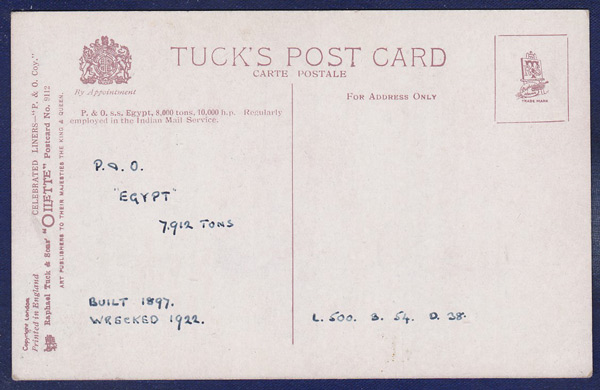 TUCK'S POST CARD
CARTE POSTALE
By Appointment
FOR ADDRESS ONLY
TRADE MARK
P. & O. s.s. Egypt, 8,000 tons, 10,000 h.p. Regularly
employed in the Indian Mail Service.
P. & O.
"EGYPT"
7,912 TONS
BUILT 1897.
WRECKED 1922.
L. 500. B. 54. D. 38.
CELEBRATED LINERS—"P. & O. Coy."
Raphael Tuck & Sons' "OILETTE" Postcard No. 9112
ART PUBLISHERS TO THEIR MAJESTIES THE KING & QUEEN.
Copyright London
Printed in England